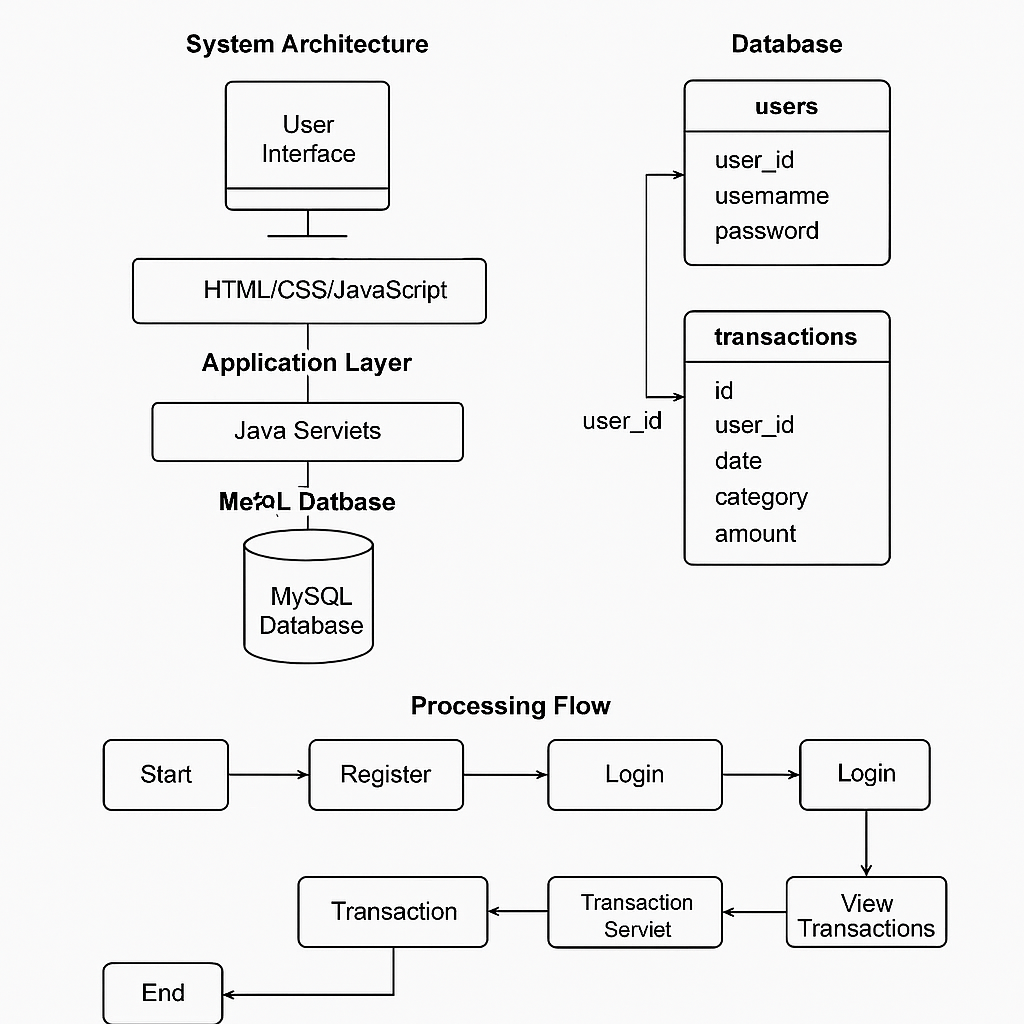 System Architecture
User
Interface
HTML/CSS/JavaScript
Application Layer
Java Serviets
Datbase
MySQL
Database
Database
users
user_id
usemame
password
transactions
user_id
id
user_id
date
category
amount
Processing Flow
Start
Register
Login
Login
View
Transactions
Transaction
Serviet
Transaction
End